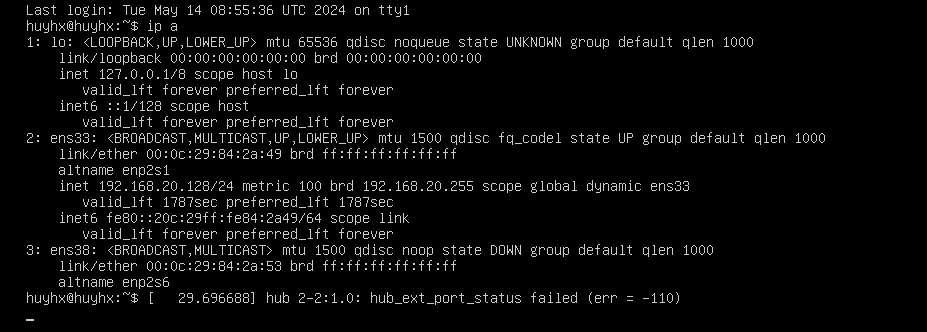 Last login: Tue May 14 08:55:36 UTC 2024 on tty1
huyhx@huyhx:~$ ip a
1: lo: <LOOPBACK,UP,LOWER_UP> mtu 65536 qdisc noqueue state UNKNOWN group default qlen 1000
    link/loopback 00:00:00:00:00:00 brd 00:00:00:00:00:00
    inet 127.0.0.1/8 scope host lo
       valid_lft forever preferred_lft forever
    inet6 ::1/128 scope host
       valid_lft forever preferred_lft forever
2: ens33: <BROADCAST,MULTICAST,UP,LOWER_UP> mtu 1500 qdisc fq_codel state UP group default qlen 1000
    link/ether 00:0c:29:84:2a:49 brd ff:ff:ff:ff:ff:ff
    altname enp2s1
    inet 192.168.20.128/24 metric 100 brd 192.168.20.255 scope global dynamic ens33
       valid_lft 1787sec preferred_lft 1787sec
    inet6 fe80::20c:29ff:fe84:2a49/64 scope link
       valid_lft forever preferred_lft forever
3: ens38: <BROADCAST,MULTICAST> mtu 1500 qdisc noop state DOWN group default qlen 1000
    link/ether 00:0c:29:84:2a:53 brd ff:ff:ff:ff:ff:ff
    altname enp2s6
huyhx@huyhx:~$ [   29.696688] hub 2-2:1.0: hub_ext_port_status failed (err = -110)